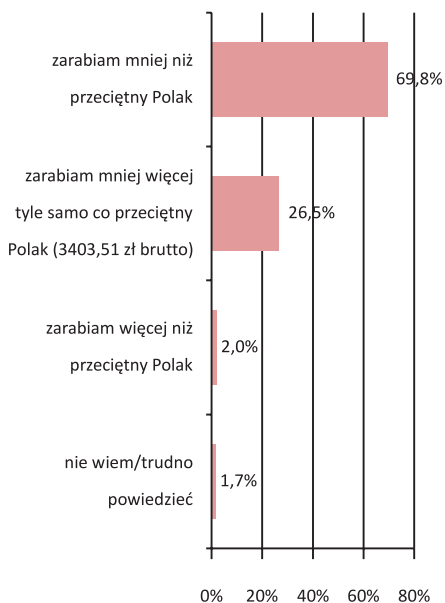 zarabiam mniej niż
przeciętny Polak
69,8%
zarabiam mniej więcej
tyle samo co przeciętny
Polak (3403,51 zł brutto)
26,5%
zarabiam więcej niż
przeciętny Polak
2,0%
nie wiem/trudno
powiedzieć
1,7%
0% 20% 40% 60% 80%